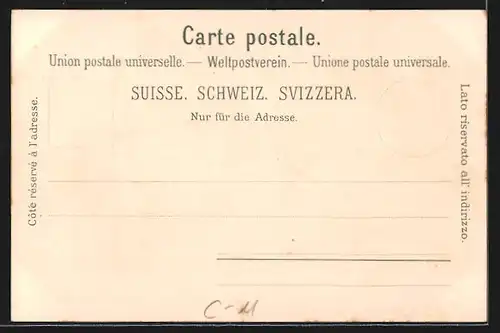 Carte postale.
Union postale universelle. — Weltpostverein. — Unione postale universale.
SUISSE. SCHWEIZ. SVIZZERA.
Nur für die Adresse.
Côté réservé à l'adresse.
Lato riservato all' indirizzo.